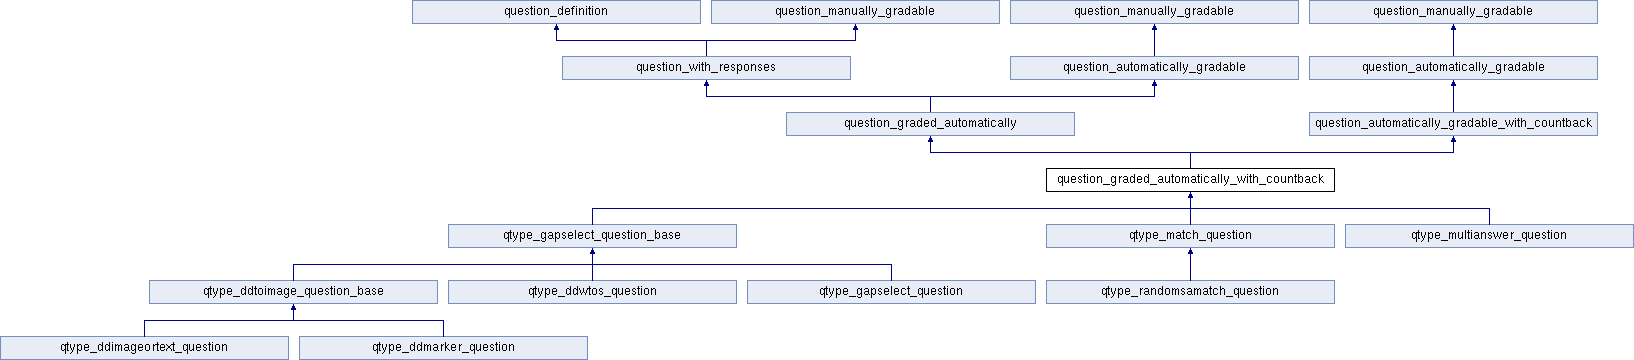 question_definition
question_manually_gradable
question_manually_gradable
question_manually_gradable
question_with_responses
question_automatically_gradable
question_automatically_gradable
question_graded_automatically
question_automatically_gradable_with_countback
question_graded_automatically_with_countback
qtype_gapselect_question_base
qtype_match_question
qtype_multianswer_question
qtype_ddtoimage_question_base
qtype_ddwtos_question
qtype_gapselect_question
qtype_randomsamatch_question
qtype_ddimageortext_question
qtype_ddmarker_question